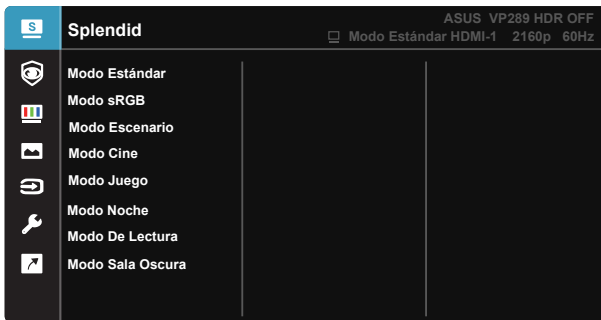 S
Splendid
ASUS VP289 HDR OFF
Modo Estándar HDMI-1 2160p 60Hz
Modo Estándar
Modo sRGB
Modo Escenario
Modo Cine
Modo Juego
Modo Noche
Modo De Lectura
Modo Sala Oscura